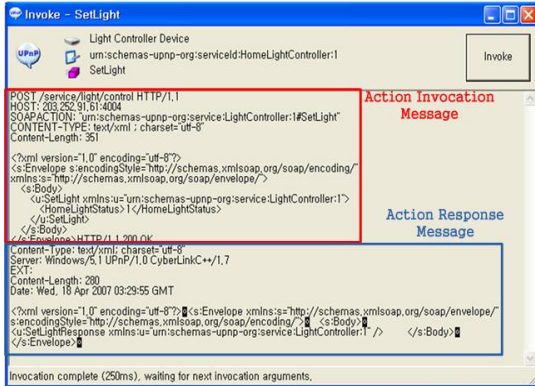 Invoke - SetLight
Light Controller Device
UPnP
urn:schemas-upnp-org:serviceId:HomeLightController:1
SetLight
Invoke
POST /service/light/control HTTP/1.1
HOST: 203.252.91.61:4004
SOAPACTION: "urn:schemas-upnp-org:service:LightController:1#SetLight"
CONTENT-TYPE: text/xml ; charset="utf-8"
Content-Length: 351
Action Invocation
Message
<?xml version="1.0" encoding="utf-8"?>
<s:Envelope s:encodingStyle="http://schemas.xmlsoap.org/soap/encoding/"
xmlns:s="http://schemas.xmlsoap.org/soap/envelope/">
<s:Body>
<u:SetLight xmlns:u="urn:schemas-upnp-org:service:LightController:1">
<HomeLightStatus>1</HomeLightStatus>
</u:SetLight>
</s:Body>
</s:Envelope>HTTP/1.1 200 OK
Action Response
Message
Content-Type: text/xml; charset="utf-8"
Server: Windows/5.1 UPnP/1.0 CyberLinkC++/1.7
EXT:
Content-Length: 280
Date: Wed, 18 Apr 2007 03:29:55 GMT
<?xml version="1.0" encoding="utf-8"?><s:Envelope xmlns:s="http://schemas.xmlsoap.org/soap/envelope/"
s:encodingStyle="http://schemas.xmlsoap.org/soap/encoding/"> <s:Body>
<u:SetLightResponse xmlns:u="urn:schemas-upnp-org:service:LightController:1" /> </s:Body>
</s:Envelope>
Invocation complete (250ms), waiting for next invocation arguments.